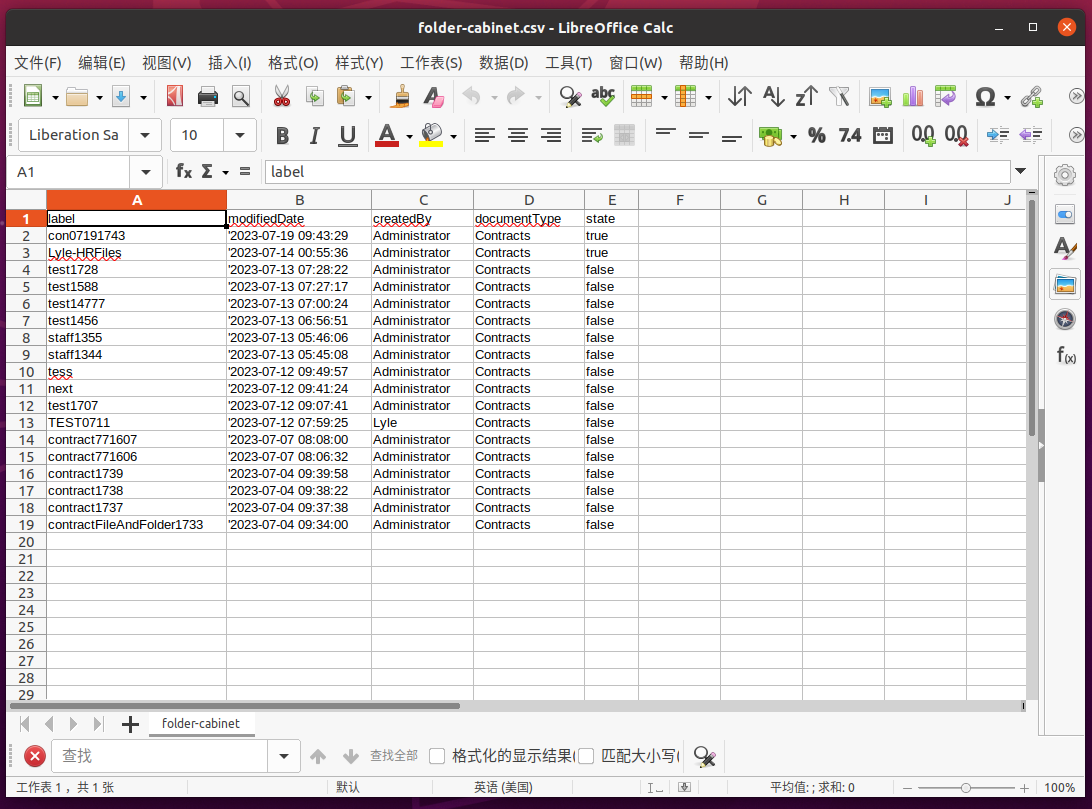 folder-cabinet.csv - LibreOffice Calc
文件(F) 编辑(E) 视图(V) 插入(I) 格式(O) 样式(Y) 工作表(S) 数据(D) 工具(T) 窗口(W) 帮助(H)
Liberation Sa 10
A1 label
A B C D E F G H I J
1 label modifiedDate createdBy documentType state
2 con07191743 '2023-07-19 09:43:29 Administrator Contracts true
3 Lyle-HRFiles '2023-07-14 00:55:36 Administrator Contracts true
4 test1728 '2023-07-13 07:28:22 Administrator Contracts false
5 test1588 '2023-07-13 07:27:17 Administrator Contracts false
6 test14777 '2023-07-13 07:00:24 Administrator Contracts false
7 test1456 '2023-07-13 06:56:51 Administrator Contracts false
8 staff1355 '2023-07-13 05:46:06 Administrator Contracts false
9 staff1344 '2023-07-13 05:45:08 Administrator Contracts false
10 tess '2023-07-12 09:49:57 Administrator Contracts false
11 next '2023-07-12 09:41:24 Administrator Contracts false
12 test1707 '2023-07-12 09:07:41 Administrator Contracts false
13 TEST0711 '2023-07-12 07:59:25 Lyle Contracts false
14 contract771607 '2023-07-07 08:08:00 Administrator Contracts false
15 contract771606 '2023-07-07 08:06:32 Administrator Contracts false
16 contract1739 '2023-07-04 09:39:58 Administrator Contracts false
17 contract1738 '2023-07-04 09:38:22 Administrator Contracts false
18 contract1737 '2023-07-04 09:37:38 Administrator Contracts false
19 contractFileAndFolder1733 '2023-07-04 09:34:00 Administrator Contracts false
20
21
22
23
24
25
26
27
28
29
folder-cabinet
查找 查找全部 格式化的显示结果( 匹配大小写(
工作表 1 ，共 1 张 默认 英语 (美国) 平均值: ; 求和: 0 100%